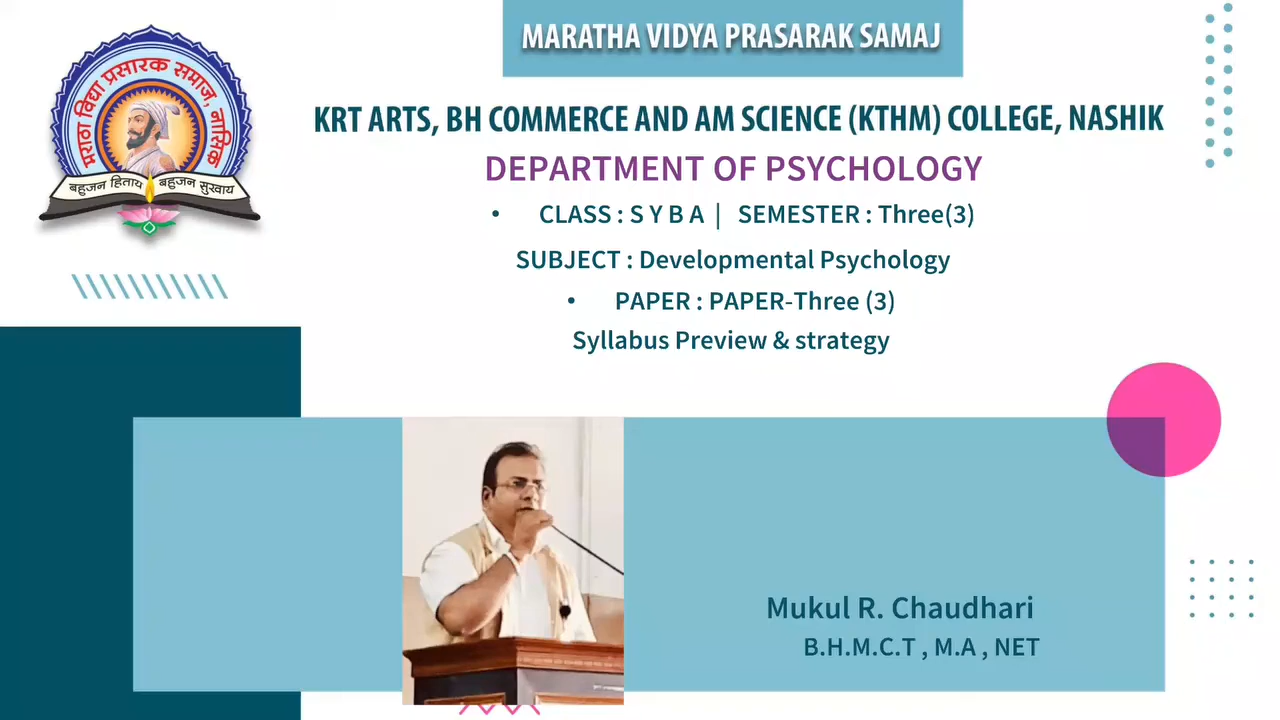 MARATHA VIDYA PRASARAK SAMAJ
मराठा विद्या प्रसारक समाज, नाशिक
बहुजन हिताय बहुजन सुखाय
KRT ARTS, BH COMMERCE AND AM SCIENCE (KTHM) COLLEGE, NASHIK
DEPARTMENT OF PSYCHOLOGY
• CLASS : S Y B A | SEMESTER : Three(3)
SUBJECT : Developmental Psychology
• PAPER : PAPER-Three (3)
Syllabus Preview & strategy
Mukul R. Chaudhari
B.H.M.C.T , M.A , NET